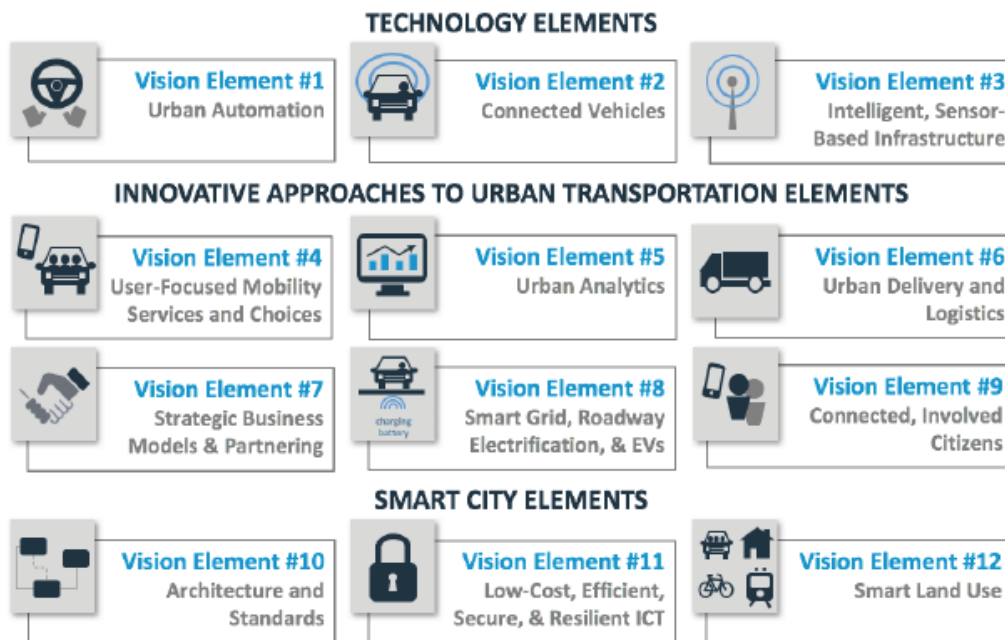 TECHNOLOGY ELEMENTS
Vision Element #1
Urban Automation
Vision Element #2
Connected Vehicles
Vision Element #3
Intelligent, Sensor-
Based Infrastructure
INNOVATIVE APPROACHES TO URBAN TRANSPORTATION ELEMENTS
Vision Element #4
User-Focused Mobility
Services and Choices
Vision Element #5
Urban Analytics
Vision Element #6
Urban Delivery and
Logistics
Vision Element #7
Strategic Business
Models & Partnering
charging
battery
Vision Element #8
Smart Grid, Roadway
Electrification, & EVs
Vision Element #9
Connected, Involved
Citizens
SMART CITY ELEMENTS
Vision Element #10
Architecture and
Standards
Vision Element #11
Low-Cost, Efficient,
Secure, & Resilient ICT
Vision Element #12
Smart Land Use